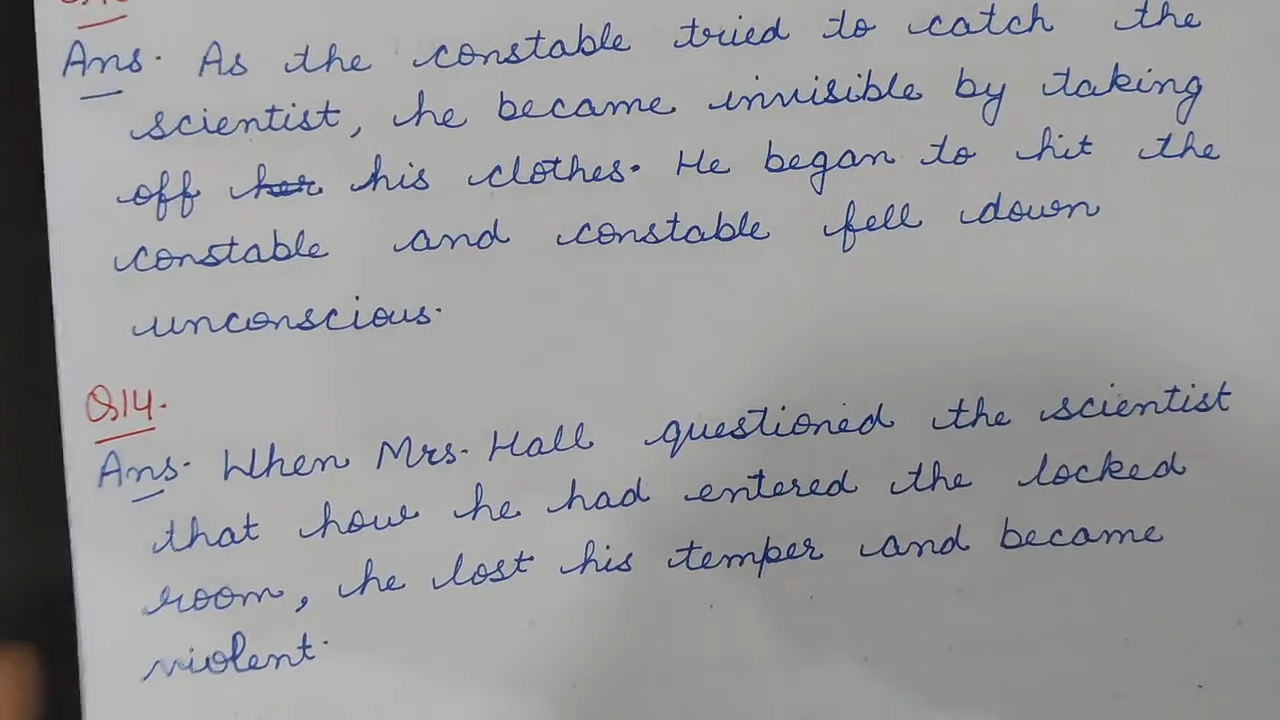 Ans. As the constable tried to catch the
scientist, he became invisible by taking
off her his clothes. He began to hit the
constable and constable fell down
unconscious.
Q14.
Ans. When Mrs. Hall questioned the scientist
that how he had entered the locked
room, he lost his temper and became
violent.